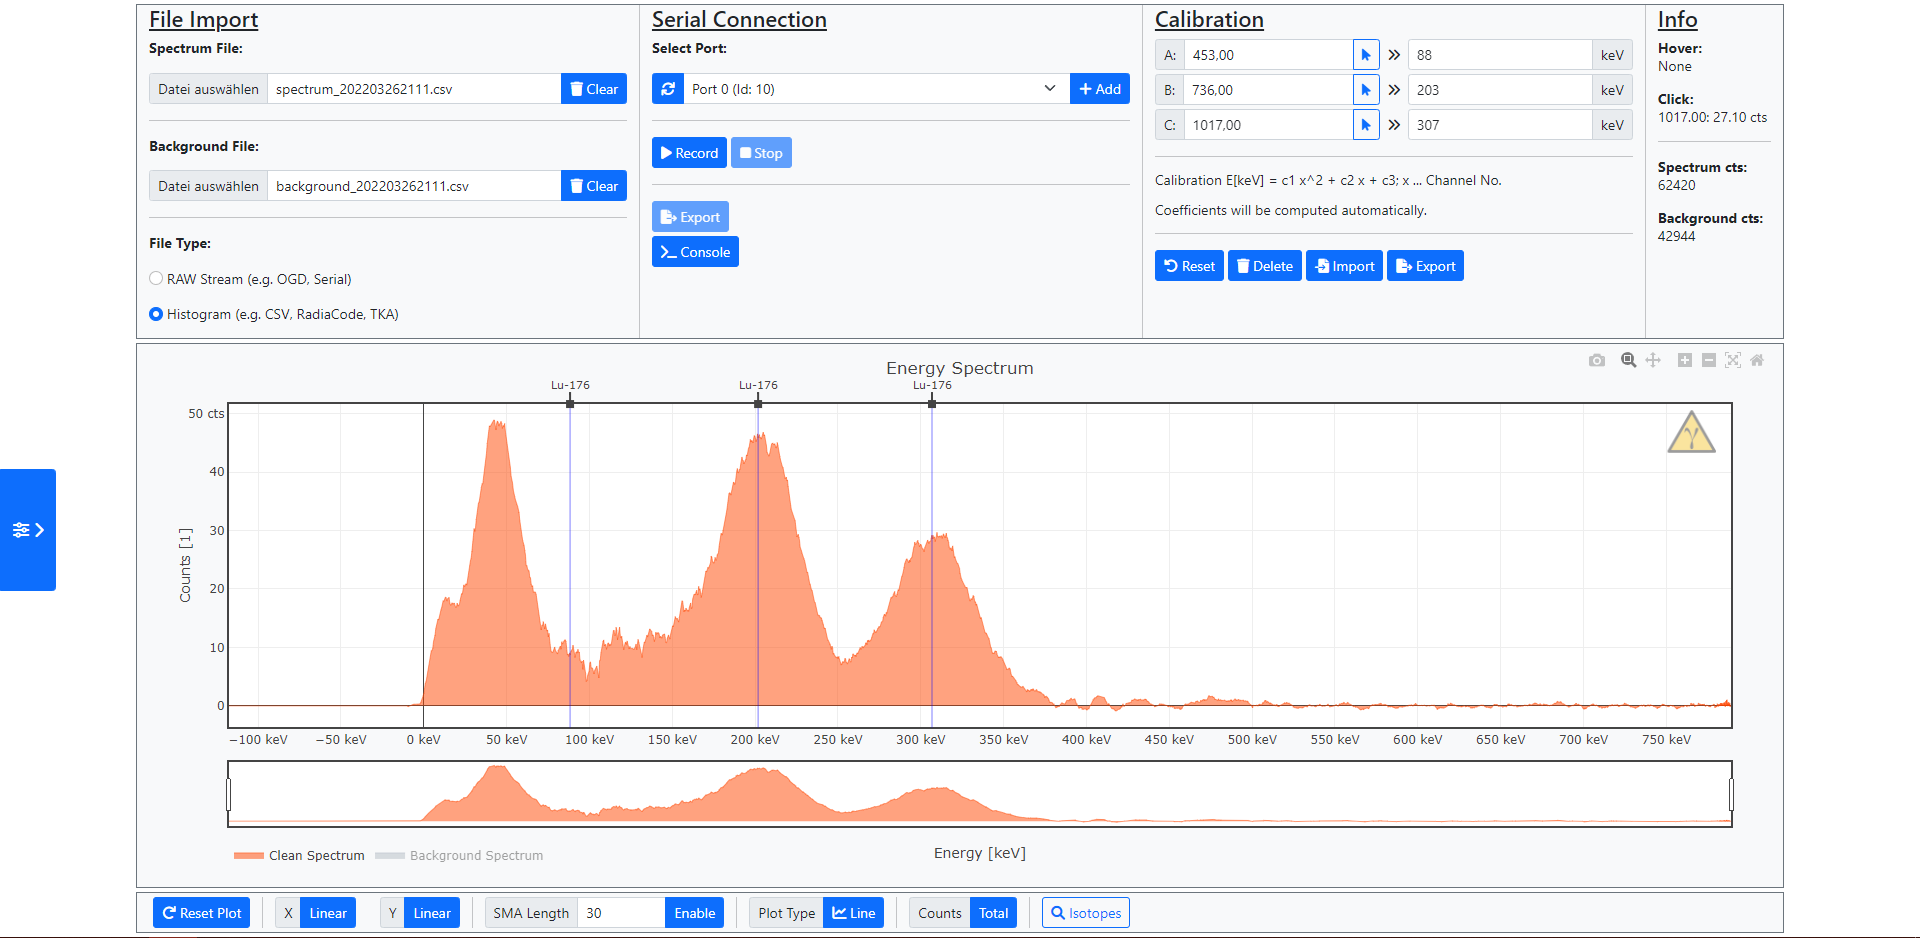 File Import
Spectrum File:
Datei auswählen spectrum_202203262111.csv Clear
Background File:
Datei auswählen background_202203262111.csv Clear
File Type:
RAW Stream (e.g. OGD, Serial)
Histogram (e.g. CSV, RadiaCode, TKA)
Serial Connection
Select Port:
Port 0 (Id: 10) Add
Record Stop
Export
Console
Calibration
A: 453,00 88 keV
B: 736,00 203 keV
C: 1017,00 307 keV
Calibration E[keV] = c1 x^2 + c2 x + c3; x ... Channel No.
Coefficients will be computed automatically.
Reset Delete Import Export
Info
Hover:
None
Click:
1017.00: 27.10 cts
Spectrum cts:
62420
Background cts:
42944
Energy Spectrum
Lu-176 Lu-176 Lu-176
50 cts
40
30
20
10
0
Counts [1]
γ
−100 keV −50 keV 0 keV 50 keV 100 keV 150 keV 200 keV 250 keV 300 keV 350 keV 400 keV 450 keV 500 keV 550 keV 600 keV 650 keV 700 keV 750 keV
Clean Spectrum Background Spectrum
Energy [keV]
Reset Plot X Linear Y Linear SMA Length 30 Enable Plot Type Line Counts Total Isotopes